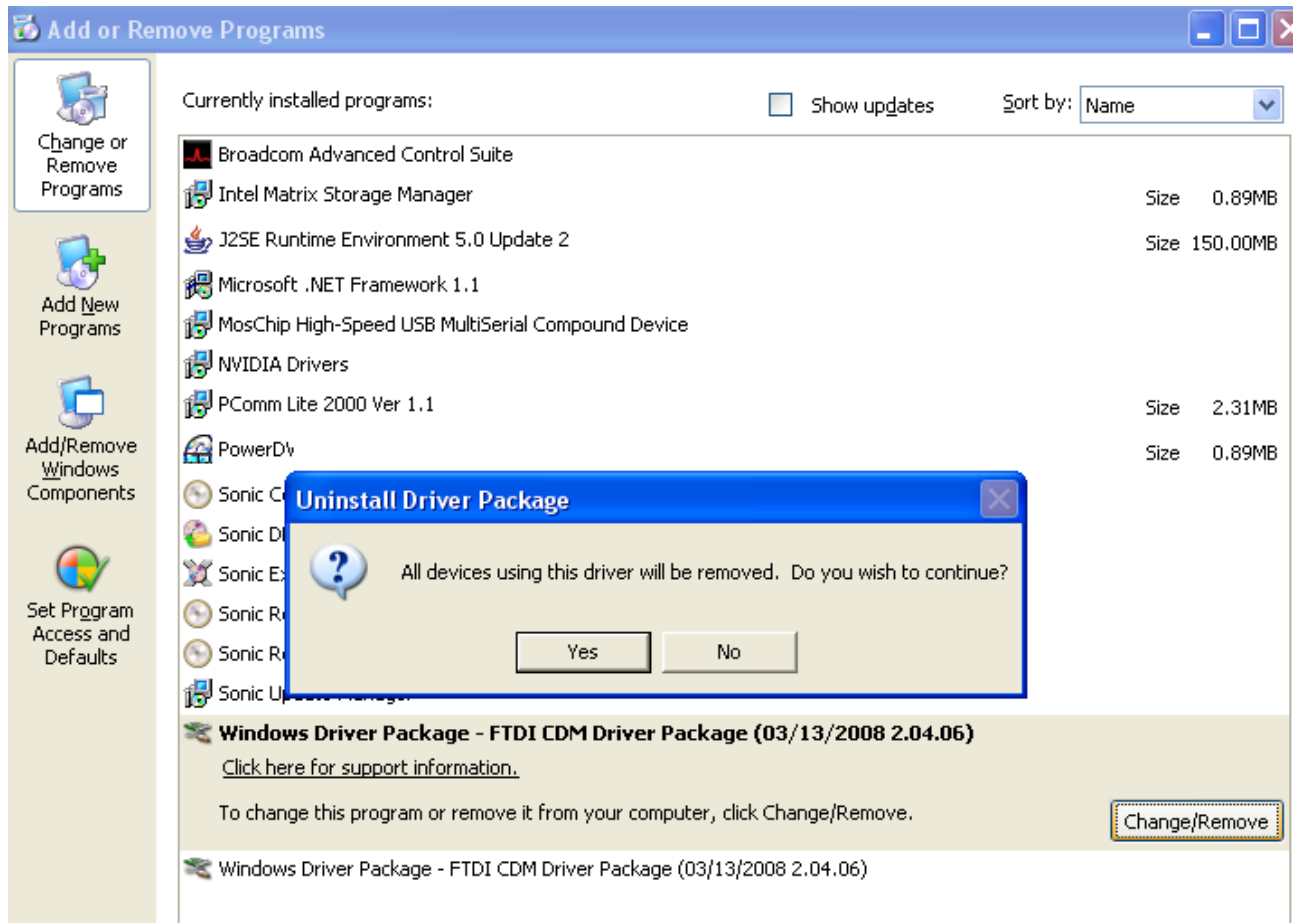 Add or Remove Programs
Change or
Remove
Programs
Add New
Programs
Add/Remove
Windows
Components
Set Program
Access and
Defaults
Currently installed programs:
Show updates
Sort by: Name
Broadcom Advanced Control Suite
Intel Matrix Storage Manager Size 0.89MB
J2SE Runtime Environment 5.0 Update 2 Size 150.00MB
Microsoft .NET Framework 1.1
MosChip High-Speed USB MultiSerial Compound Device
NVIDIA Drivers
PComm Lite 2000 Ver 1.1 Size 2.31MB
Size 0.89MB
Sonic
Sonic
Sonic
Sonic
Sonic
Sonic
Uninstall Driver Package
All devices using this driver will be removed. Do you wish to continue?
Yes No
Windows Driver Package - FTDI CDM Driver Package (03/13/2008 2.04.06)
Click here for support information.
To change this program or remove it from your computer, click Change/Remove.
Change/Remove
Windows Driver Package - FTDI CDM Driver Package (03/13/2008 2.04.06)